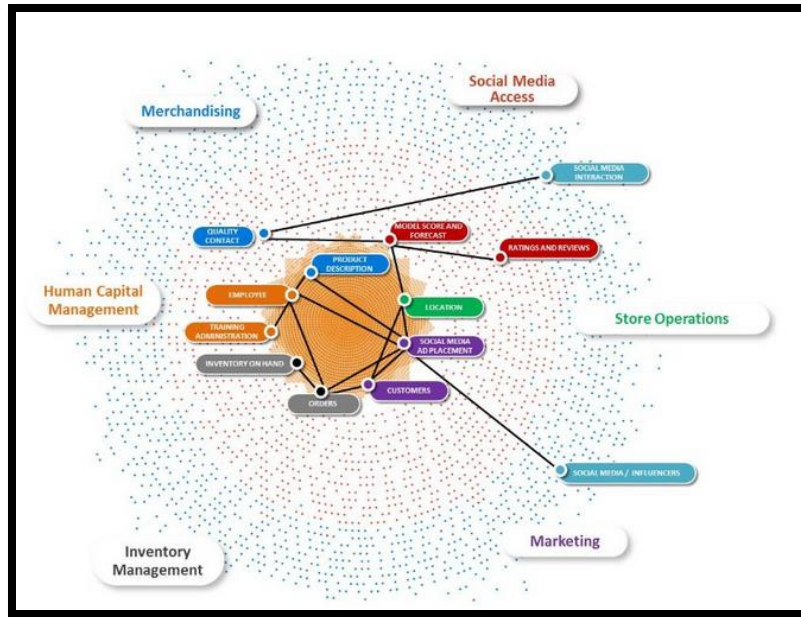 Social Media
Access
Merchandising
SOCIAL MEDIA
INTERACTION
MODEL SCORE AND
FORECAST
QUALITY
CONTACT
RATINGS AND REVIEWS
PRODUCT
DESCRIPTION
Human Capital
Management
EMPLOYEE
LOCATION
Store Operations
TRAINING
ADMINISTRATION
SOCIAL MEDIA
AD PLACEMENT
INVENTORY ON HAND
CUSTOMERS
ORDERS
SOCIAL MEDIA / INFLUENCERS
Marketing
Inventory
Management